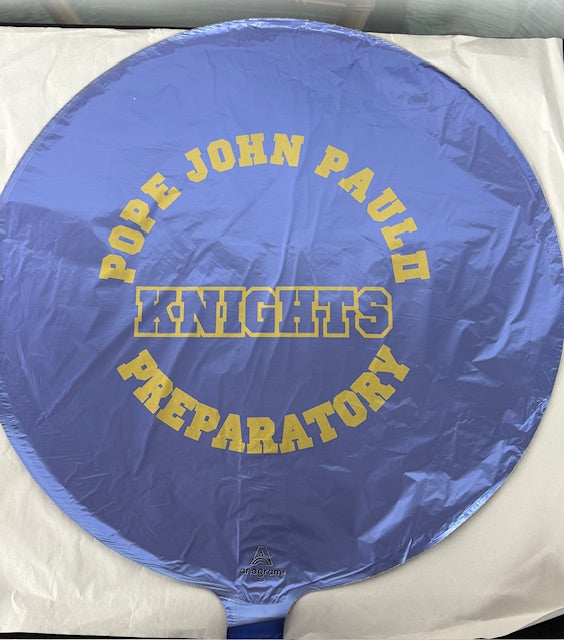 POPE JOHN PAUL II
KNIGHTS
PREPARATORY
anagram